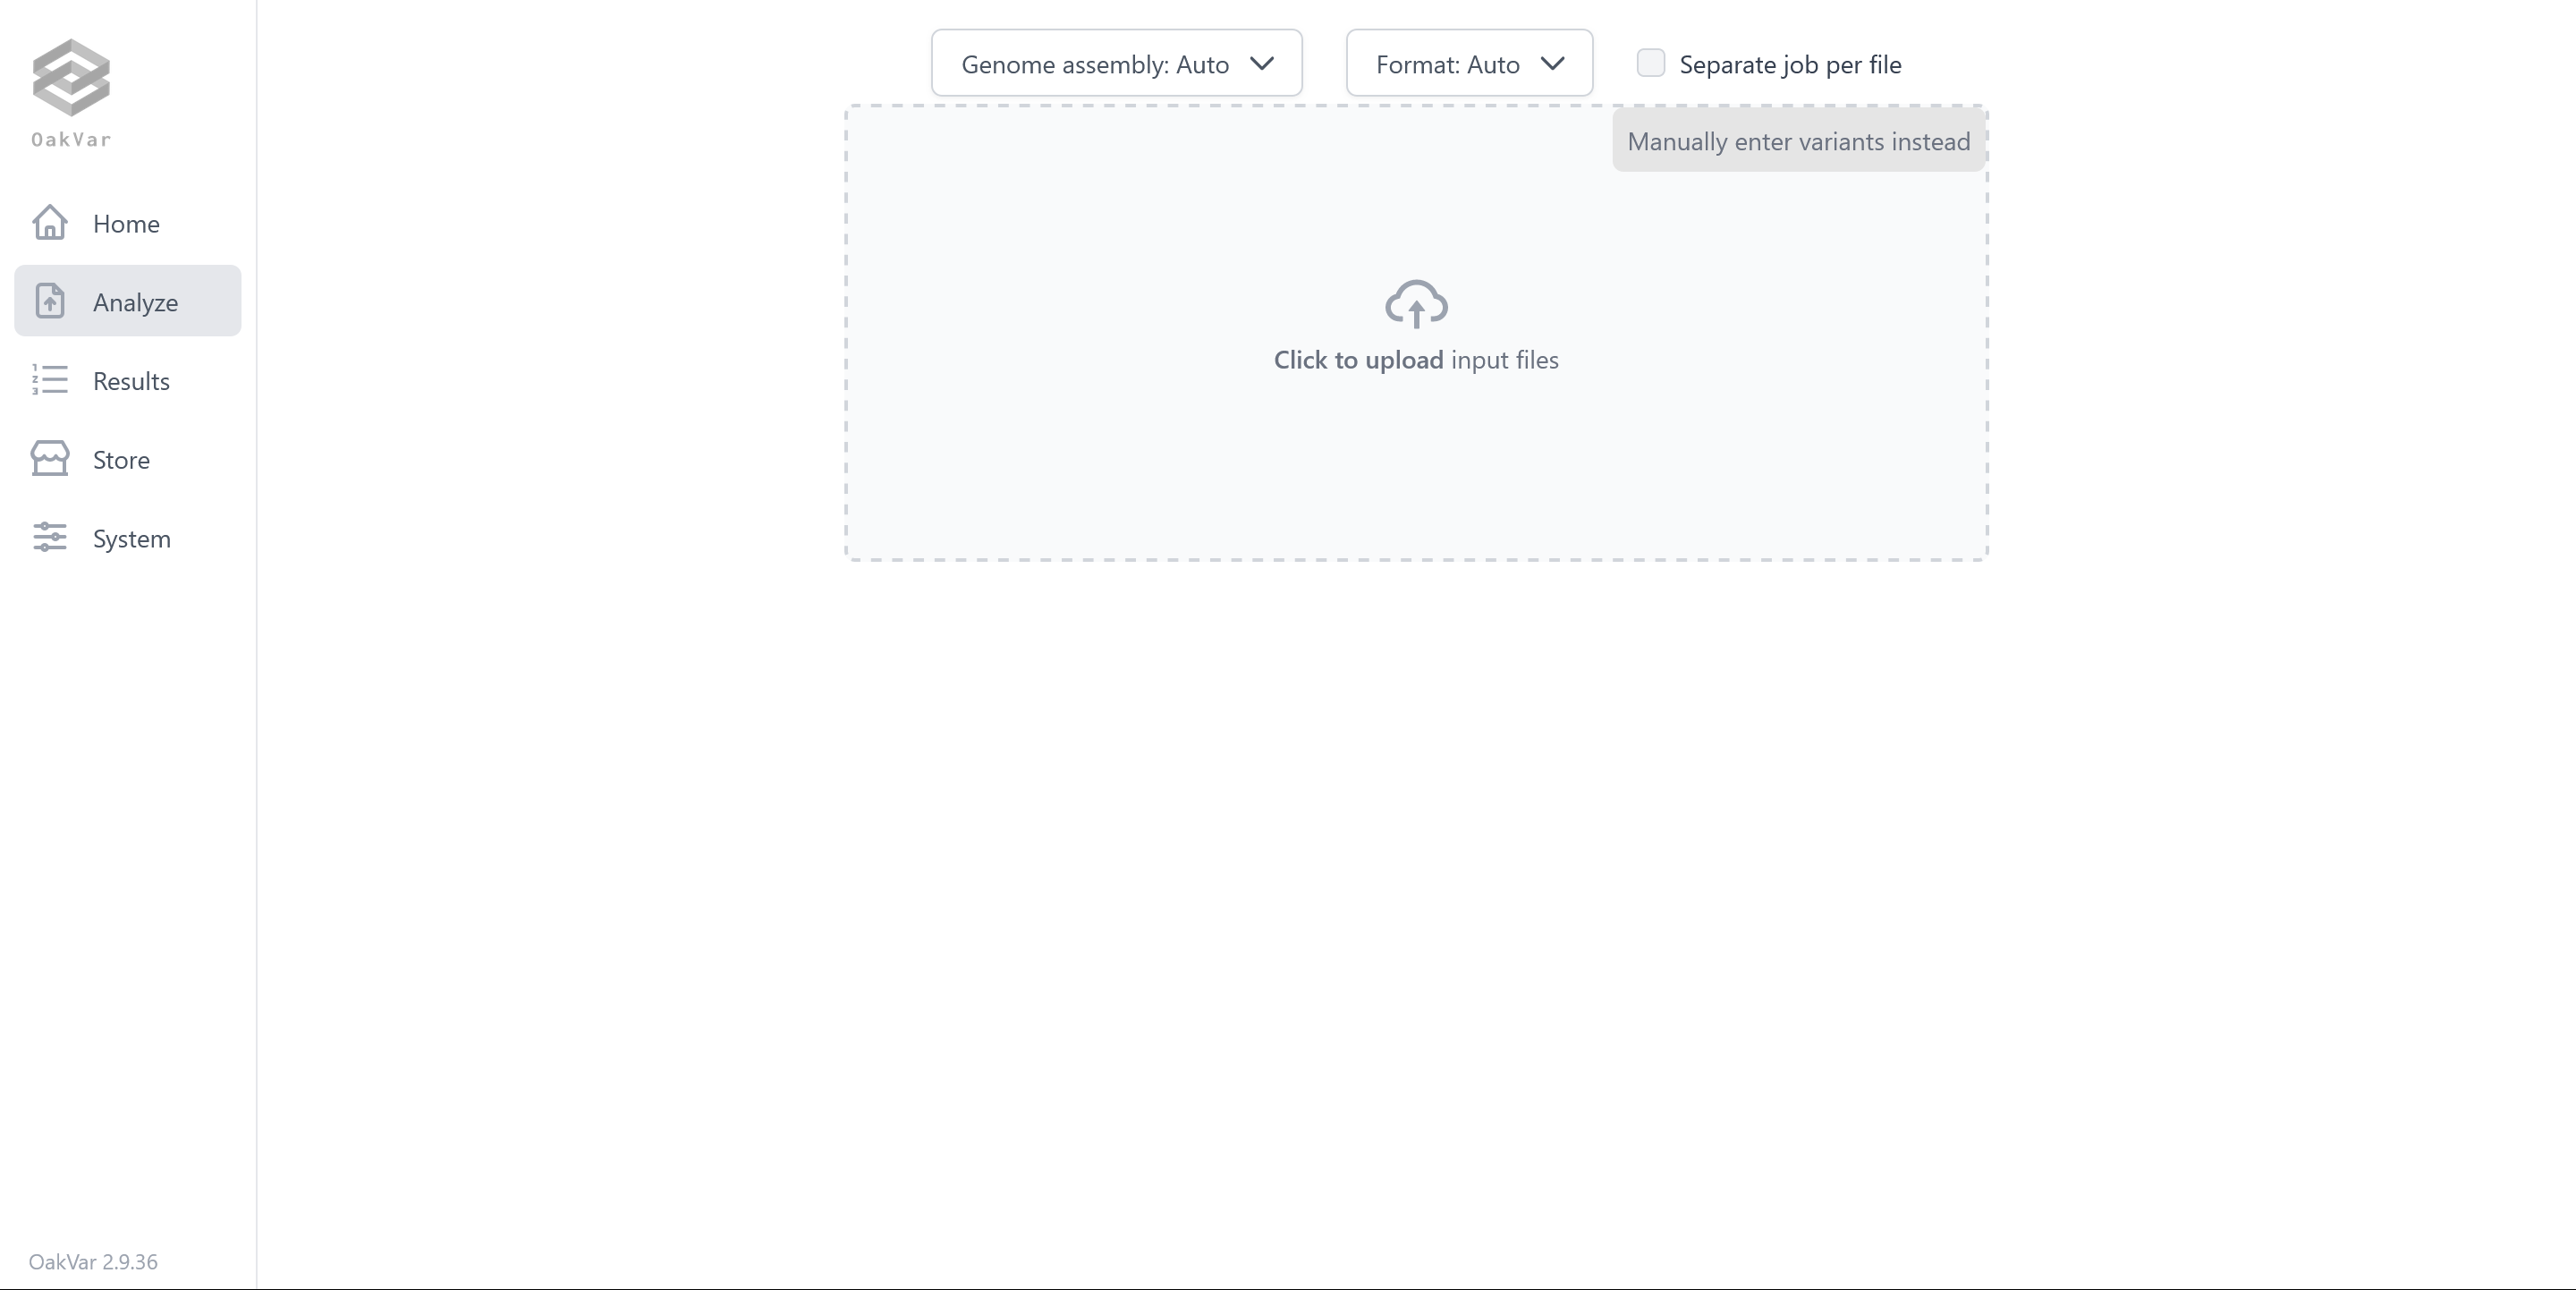 OakVar
Home
Analyze
Results
Store
System
OakVar 2.9.36
Genome assembly: Auto
Format: Auto
Separate job per file
Manually enter variants instead
Click to upload input files